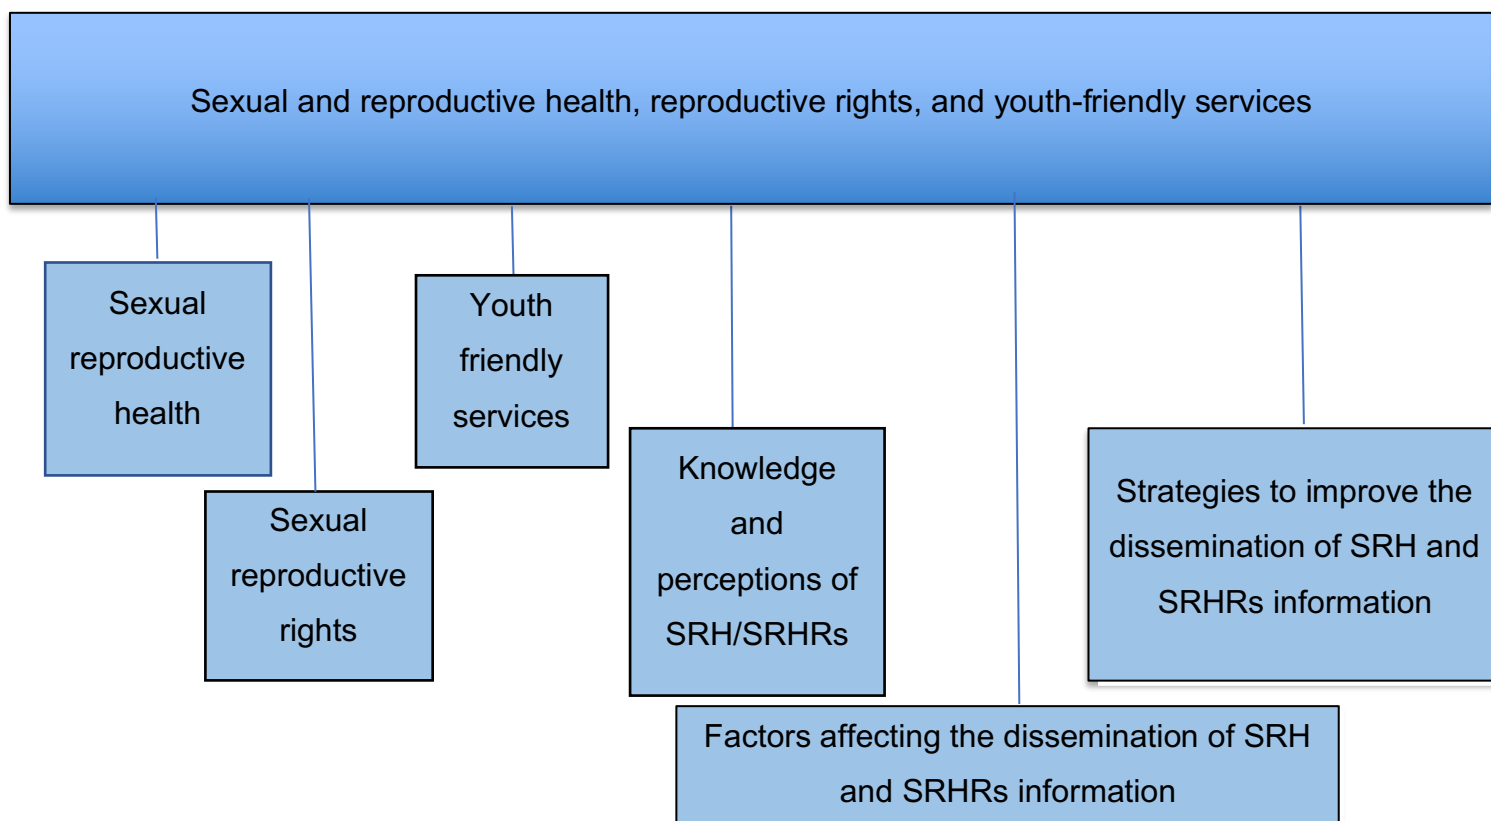 Sexual and reproductive health, reproductive rights, and youth-friendly services
Sexual
reproductive
health
Sexual
reproductive
rights
Youth
friendly
services
Knowledge
and
perceptions of
SRH/SRHRs
Factors affecting the dissemination of SRH
and SRHRs information
Strategies to improve the
dissemination of SRH and
SRHRs information